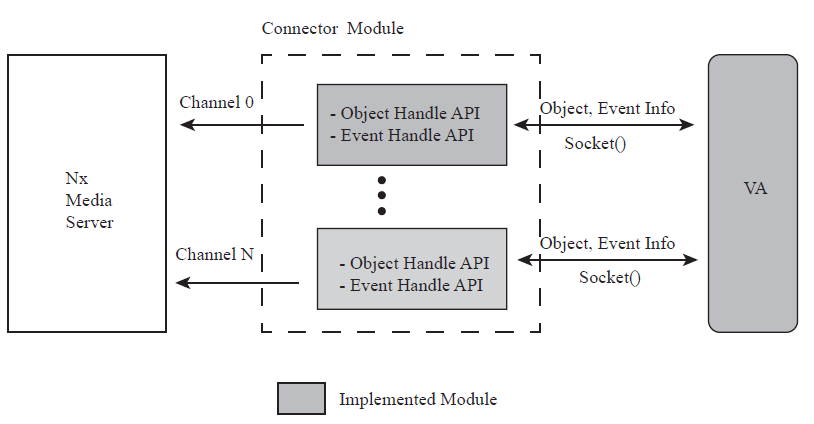 Connector Module
Channel 0
- Object Handle API
- Event Handle API
Object, Event Info
Socket()
Nx
Media
Server
VA
Channel N
- Object Handle API
- Event Handle API
Object, Event Info
Socket()
Implemented Module